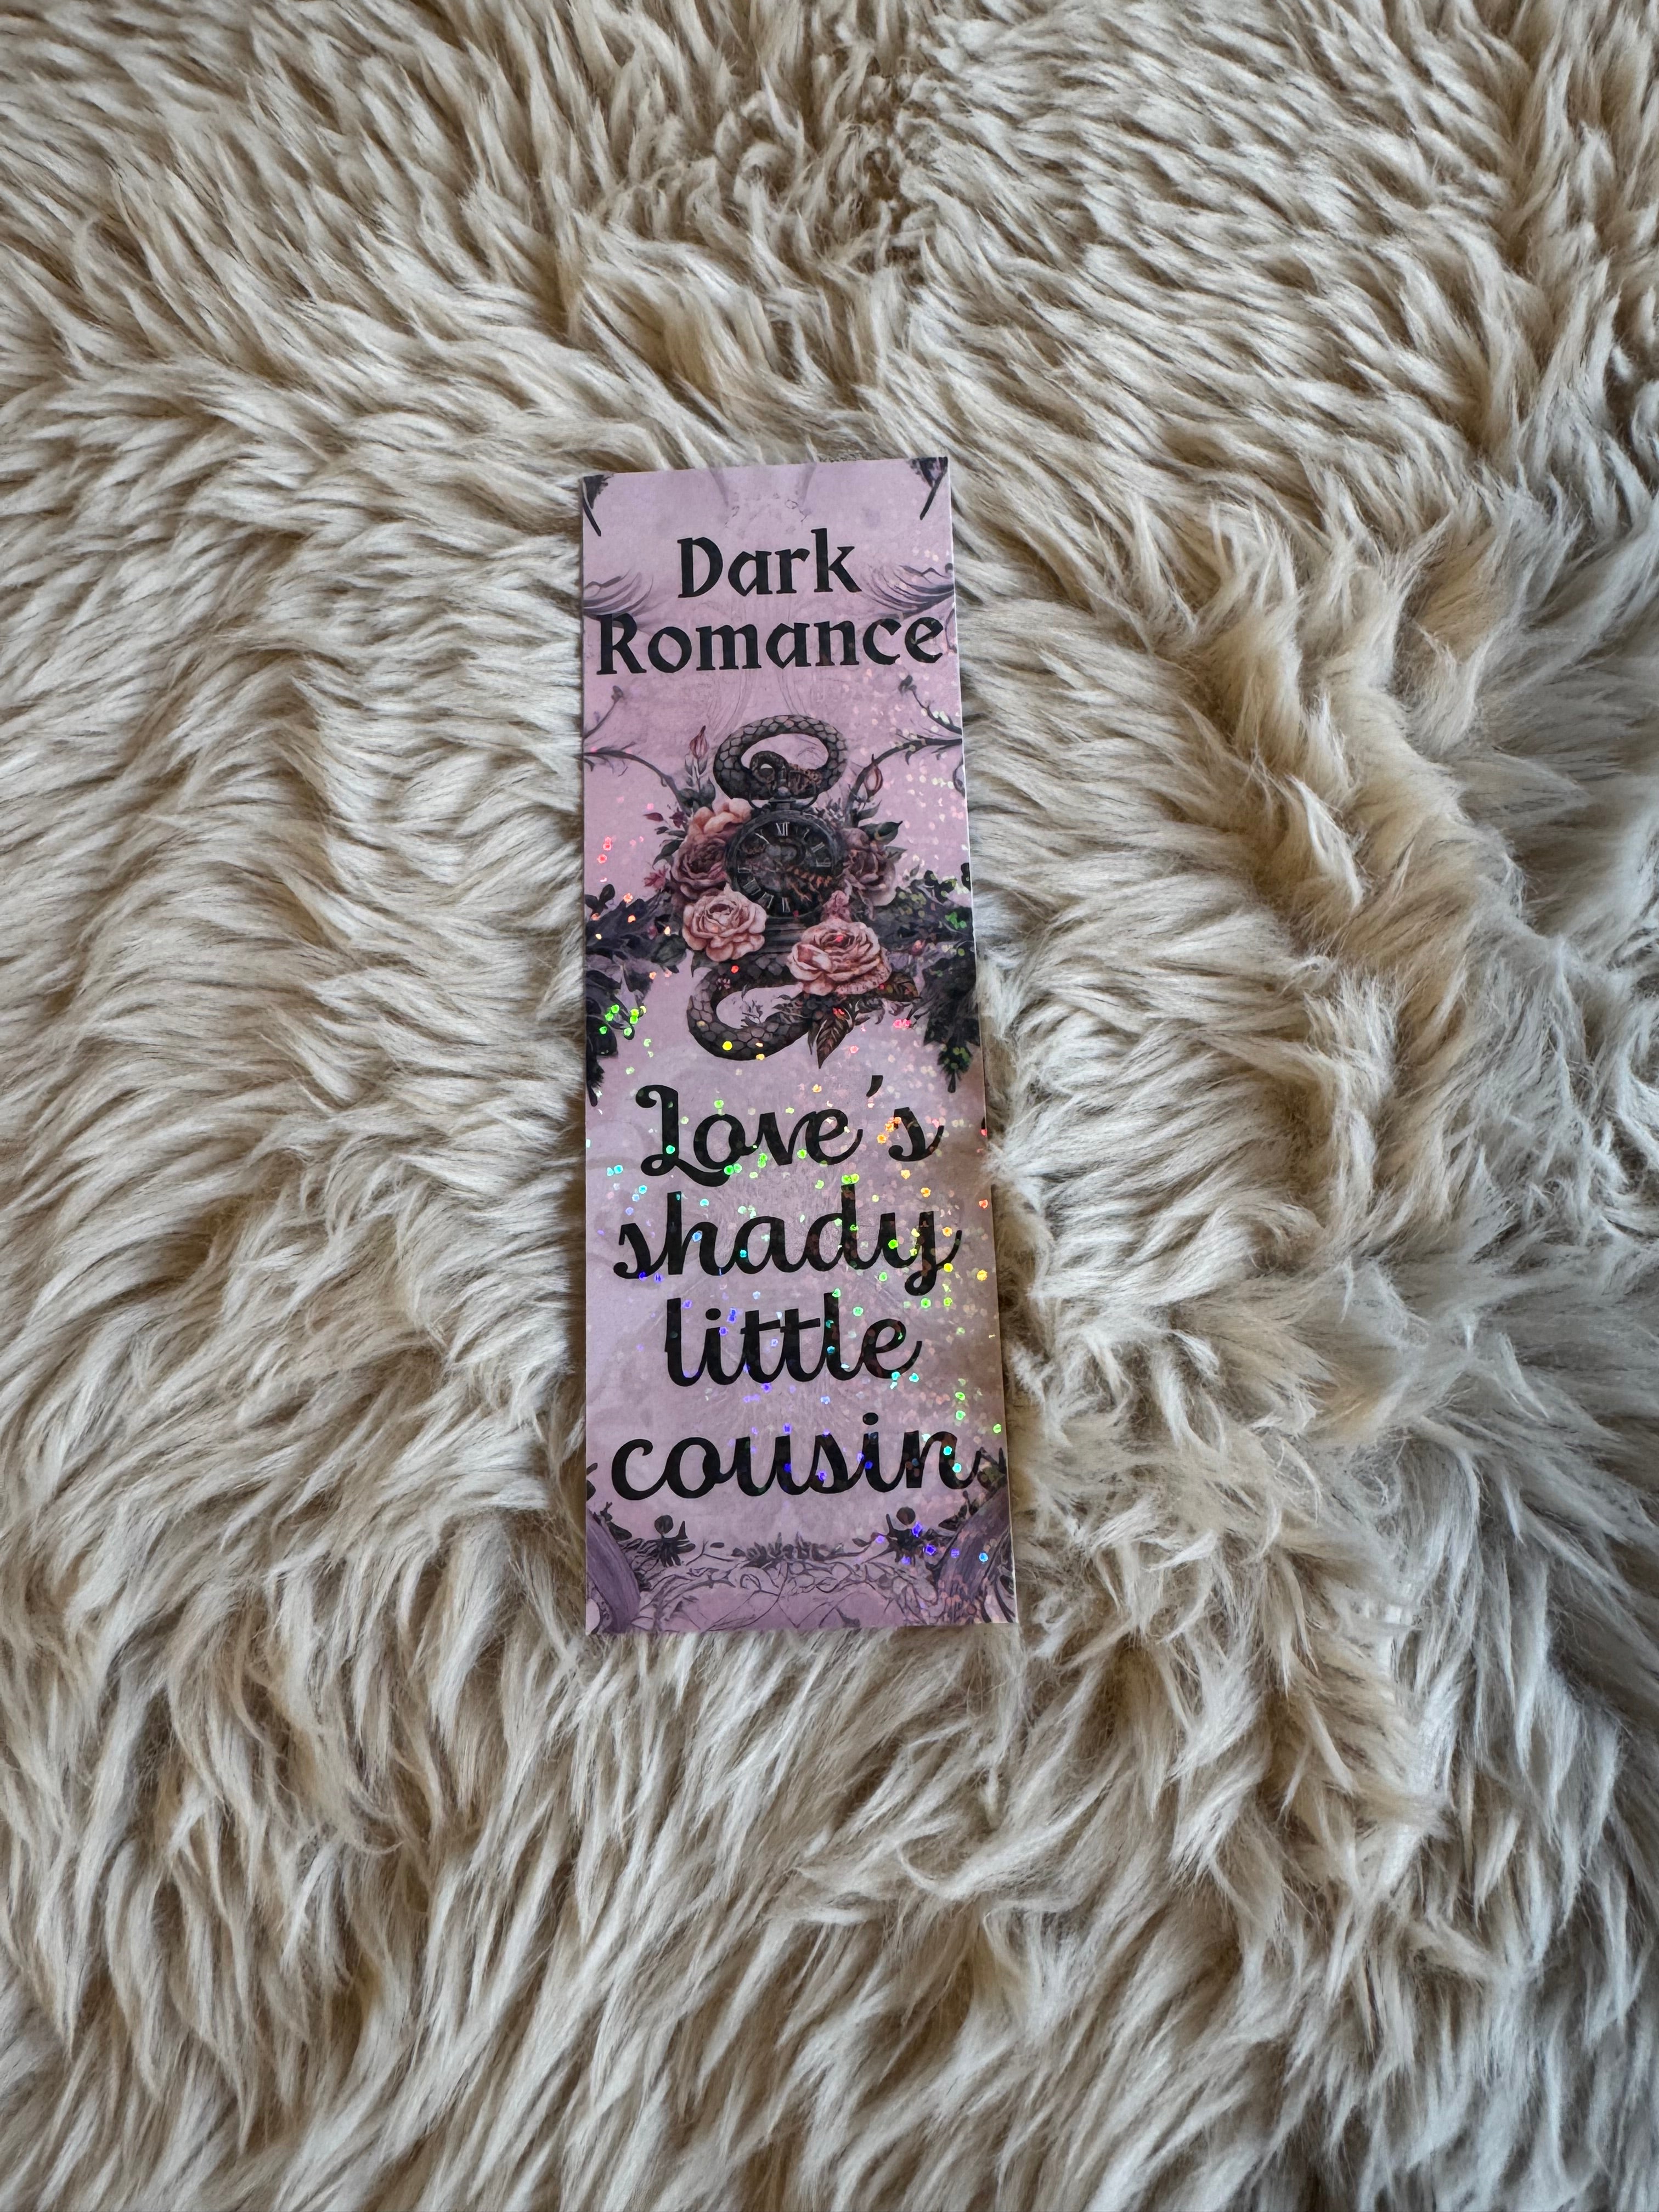 Dark
Romance
Love's
shady
little
cousin